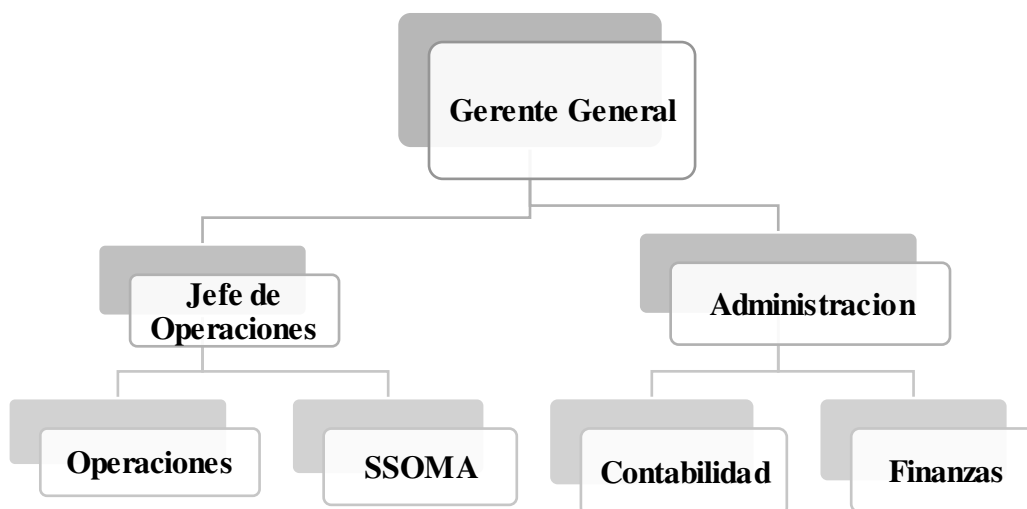 Gerente General
Jefe de
Operaciones
Administracion
Operaciones
SSOMA
Contabilidad
Finanzas